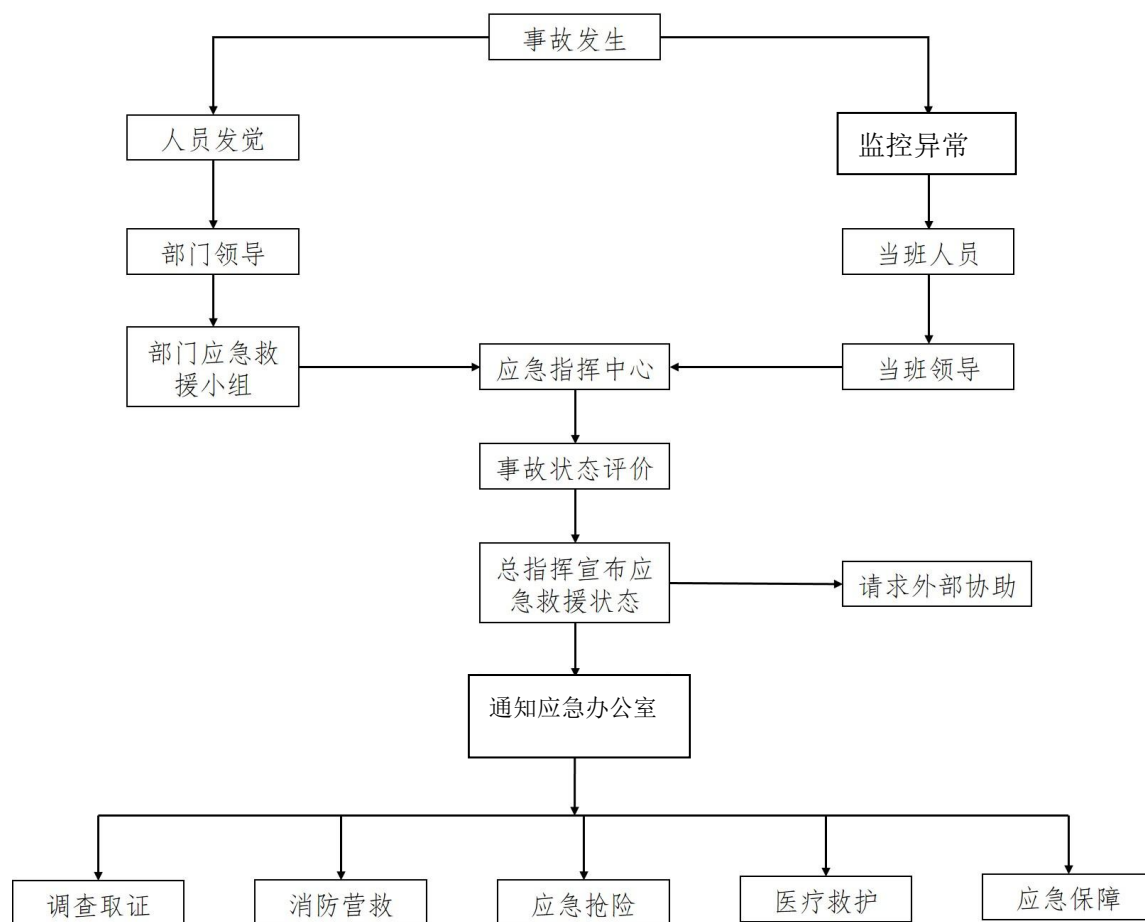 事故发生
人员发觉
监控异常
部门领导
当班人员
部门应急救
援小组
应急指挥中心
当班领导
事故状态评价
总指挥宣布应
急救援状态
请求外部协助
通知应急办公室
调查取证
消防营救
应急抢险
医疗救护
应急保障